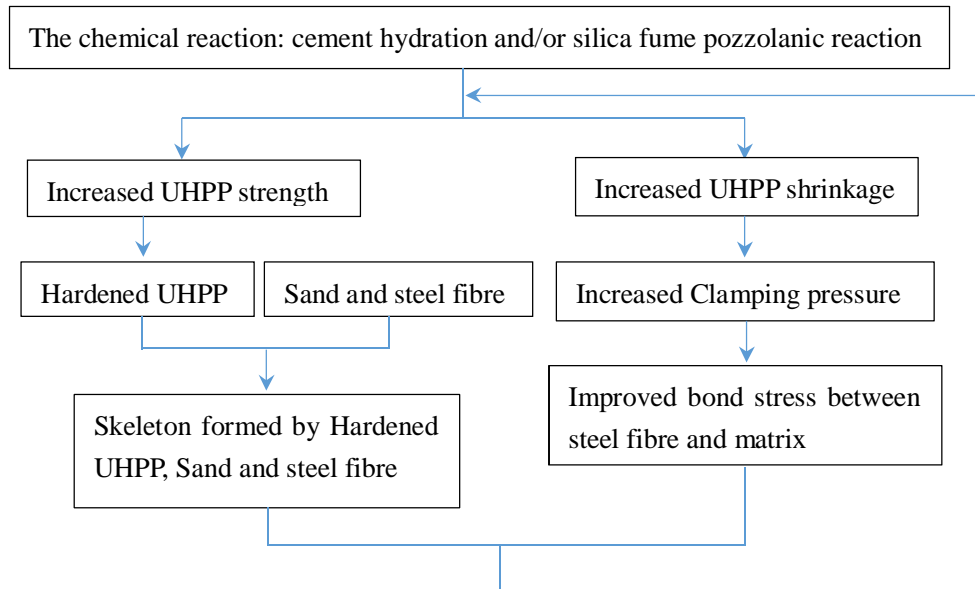 The chemical reaction: cement hydration and/or silica fume pozzolanic reaction
Increased UHPP strength
Increased UHPP shrinkage
Hardened UHPP
Sand and steel fibre
Increased Clamping pressure
Skeleton formed by Hardened
UHPP, Sand and steel fibre
Improved bond stress between
steel fibre and matrix